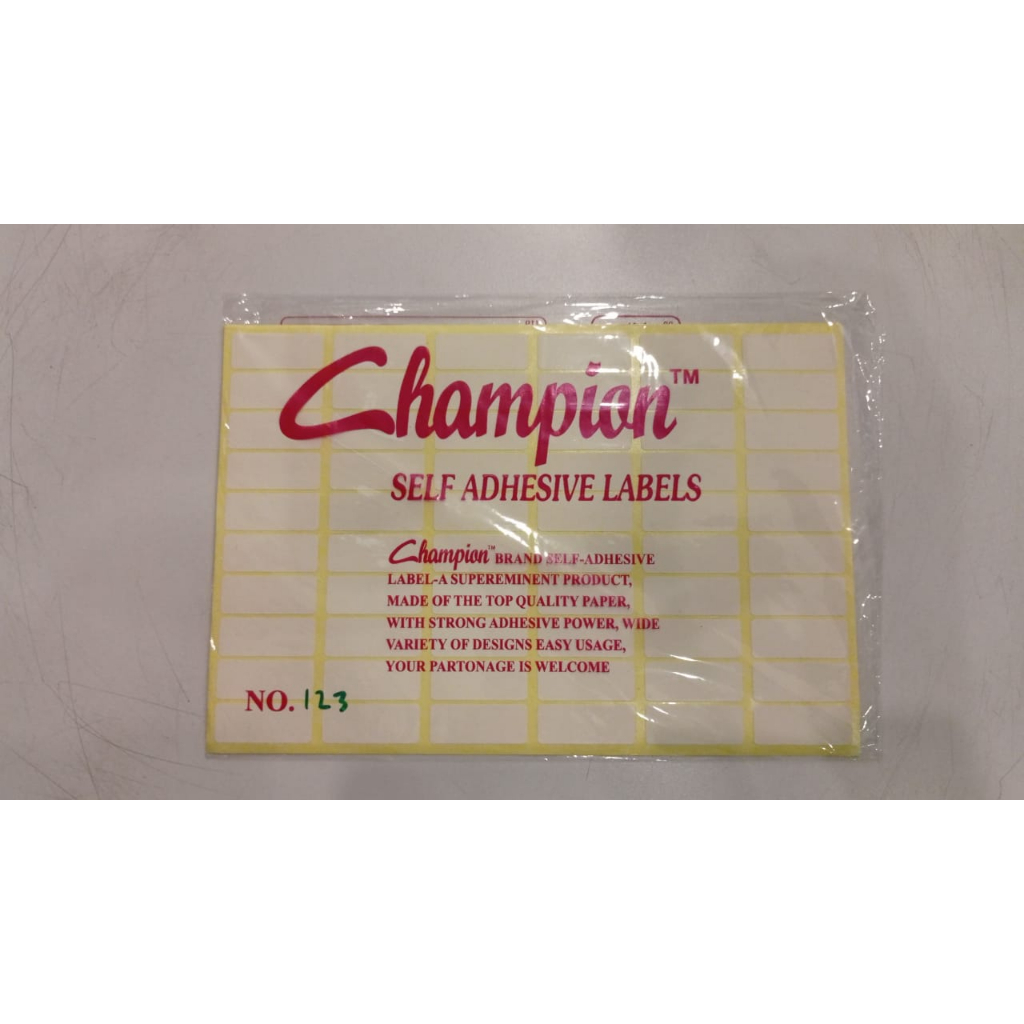 Champion™
SELF ADHESIVE LABELS
Champion™ BRAND SELF-ADHESIVE
LABEL-A SUPEREMINENT PRODUCT,
MADE OF THE TOP QUALITY PAPER,
WITH STRONG ADHESIVE POWER, WIDE
VARIETY OF DESIGNS EASY USAGE,
YOUR PARTONAGE IS WELCOME
NO. 123